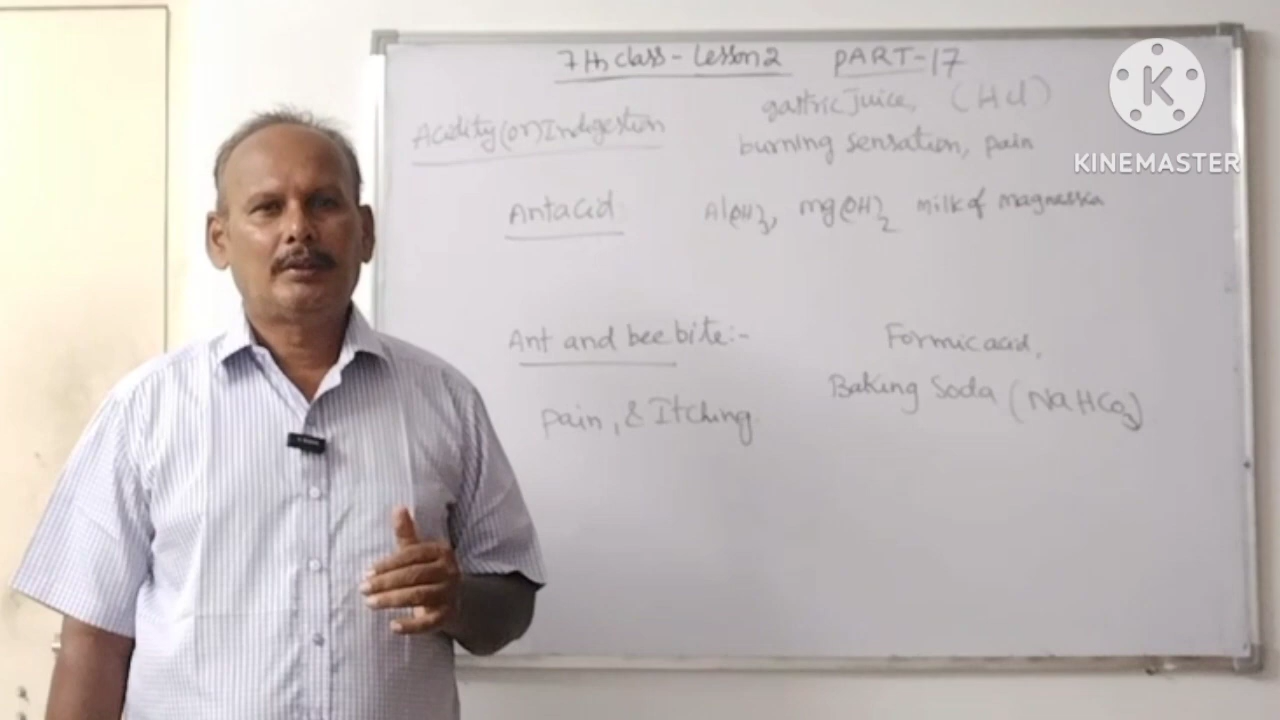 7th class - Lesson 2 PART-17
Acidity (or) Indigestion
gastric juice, (HCl)
burning sensation, pain
Antacid Al(OH)3, Mg(OH)2 milk of magnessia
Ant and bee bite:- Formic acid,
Baking Soda (NaHCO3)
pain, & Itching.
K
KINEMASTER